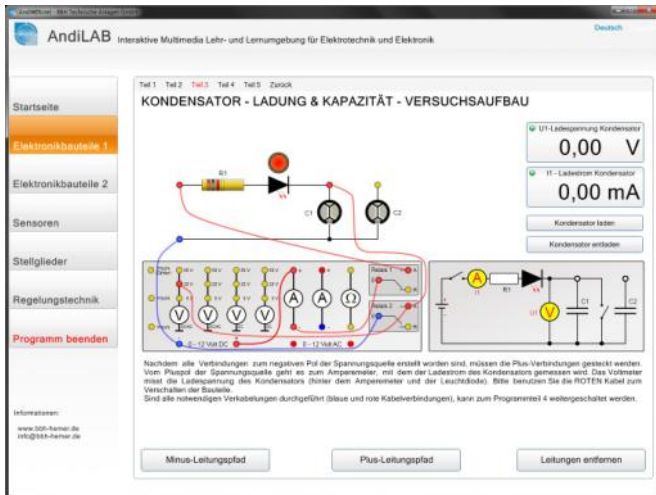 AndiLAB Interaktive Multimedia Lehr- und Lernumgebung für Elektrotechnik und Elektronik
Deutsch
Teil 1 Teil 2 Teil 3 Teil 4 Teil 5 Zurück
KONDENSATOR - LADUNG & KAPAZITÄT - VERSUCHSAUFBAU
Startseite
Elektronikbauteile 1
Elektronikbauteile 2
Sensoren
Stellglieder
Regelungstechnik
Programm beenden
Informationen:
www.bbh-hemer.de
info@bbh-hemer.de
U1-Ladespannung Kondensator
0,00 V
I1 - Ladestrom Kondensator
0,00 mA
Kondensator laden
Kondensator entladen
R1
C1
C2
Relais 1
Relais 2
V
V
V
V
A
A
Ω
0 - 12 Volt DC
0 - 12 Volt AC
A
I1
R1
V
U1
C1
C2
Nachdem alle Verbindungen zum negativen Pol der Spannungsquelle erstellt worden sind, müssen die Plus-Verbindungen gesteckt werden.
Vom Pluspol der Spannungsquelle geht es zum Amperemeter, mit dem der Ladestrom des Kondensators gemessen wird. Das Voltmeter
misst die Ladespannung des Kondensators (hinter dem Amperemeter und der Leuchtdiode). Bitte benutzen Sie die ROTEN Kabel zum
Verschalten der Bauteile.
Sind alle notwendigen Verkabelungen durchgeführt (blaue und rote Kabelverbindungen), kann zum Programmteil 4 weitergeschaltet werden.
Minus-Leitungspfad
Plus-Leitungspfad
Leitungen entfernen